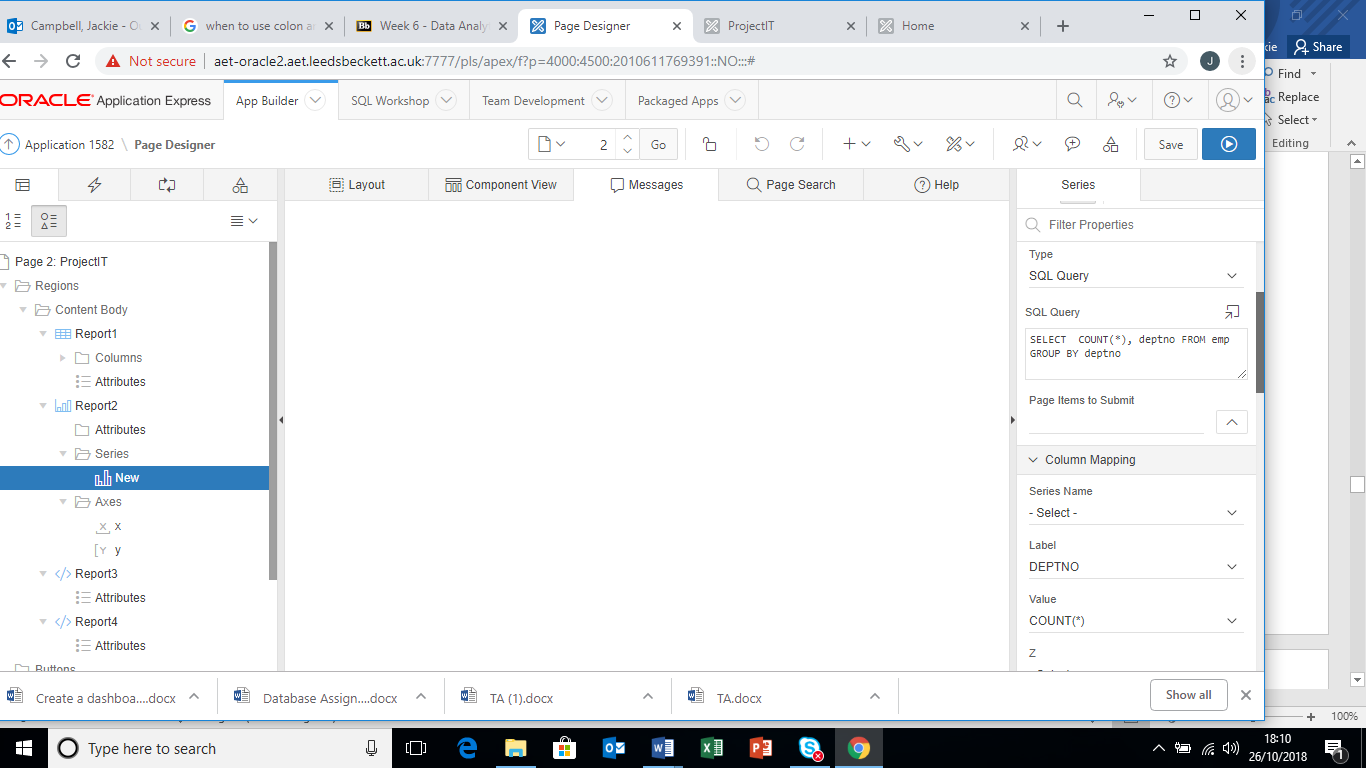 Campbell, Jackie - Ou
when to use colon an
Week 6 - Data Analy
Page Designer
ProjectIT
Home
Not secure
aet-oracle2.aet.leedsbeckett.ac.uk:7777/pls/apex/f?p=4000:4500:2010611769391::NO:::#
J
kie
Share
Find
Replace
Select
Editing
ORACLE Application Express
App Builder
SQL Workshop
Team Development
Packaged Apps
Application 1582 \ Page Designer
2
Go
Save
Layout
Component View
Messages
Page Search
Help
Series
Page 2: ProjectIT
Regions
Content Body
Report1
Columns
Attributes
Report2
Attributes
Series
New
Axes
x
y
Report3
Attributes
Report4
Attributes
Buttons
Filter Properties
Type
SQL Query
SQL Query
SELECT  COUNT(*), deptno FROM emp
GROUP BY deptno
Page Items to Submit
Column Mapping
Series Name
- Select -
Label
DEPTNO
Value
COUNT(*)
Z
Create a dashboa....docx
Database Assign....docx
TA (1).docx
TA.docx
Show all
100%
Type here to search
18:10
26/10/2018
1